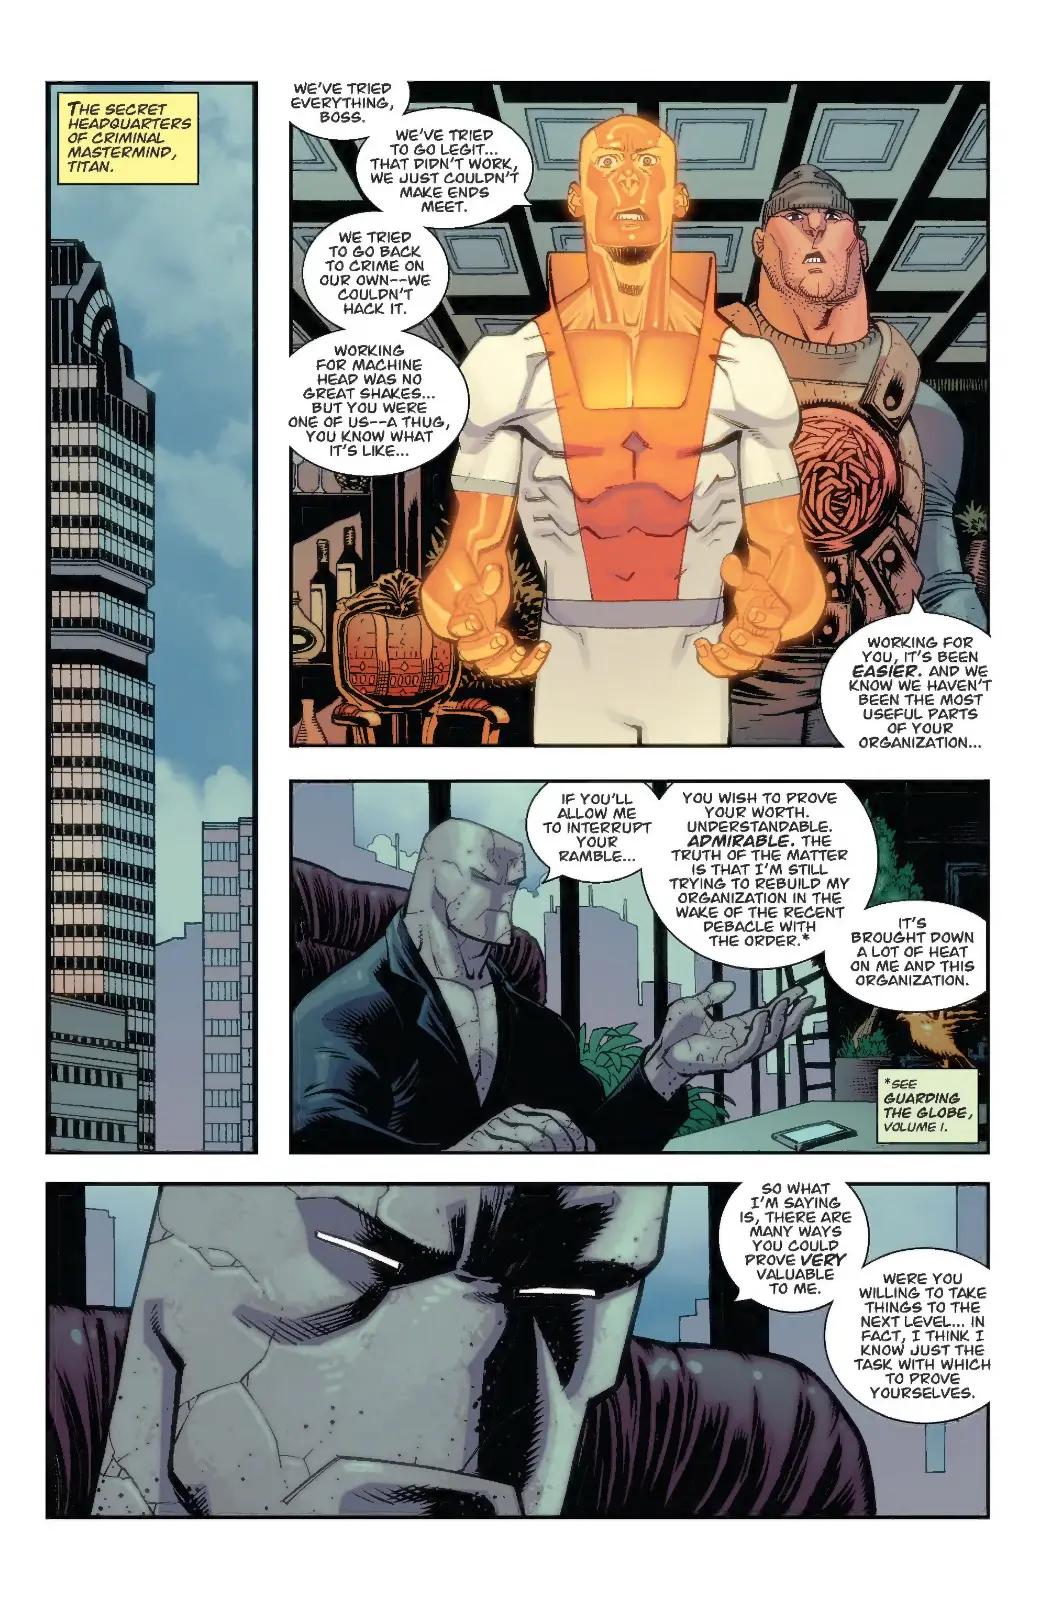 THE SECRET
HEADQUARTERS
OF CRIMINAL
MASTERMIND,
TITAN.
WE'VE TRIED
EVERYTHING,
BOSS.
WE'VE TRIED
TO GO LEGIT...
THAT DIDN'T WORK,
WE JUST COULDN'T
MAKE ENDS
MEET.
WE TRIED
TO GO BACK
TO CRIME ON
OUR OWN--WE
COULDN'T
HACK IT.
WORKING
FOR MACHINE
HEAD WAS NO
GREAT SHAKES...
BUT YOU WERE
ONE OF US--A THUG,
YOU KNOW WHAT
IT'S LIKE...
WORKING FOR
YOU, IT'S BEEN
EASIER. AND WE
KNOW WE HAVEN'T
BEEN THE MOST
USEFUL PARTS
OF YOUR
ORGANIZATION...
IF YOU'LL
ALLOW ME
TO INTERRUPT
YOUR
RAMBLE...
YOU WISH TO PROVE
YOUR WORTH.
UNDERSTANDABLE.
ADMIRABLE. THE
TRUTH OF THE MATTER
IS THAT I'M STILL
TRYING TO REBUILD MY
ORGANIZATION IN THE
WAKE OF THE RECENT
DEBACLE WITH
THE ORDER.*
IT'S
BROUGHT DOWN
A LOT OF HEAT
ON ME AND THIS
ORGANIZATION.
*SEE
GUARDING
THE GLOBE,
VOLUME 1.
SO WHAT
I'M SAYING
IS, THERE ARE
MANY WAYS
YOU COULD
PROVE VERY
VALUABLE
TO ME.
WERE YOU
WILLING TO TAKE
THINGS TO THE
NEXT LEVEL... IN
FACT, I THINK I
KNOW JUST THE
TASK WITH WHICH
TO PROVE
YOURSELVES.